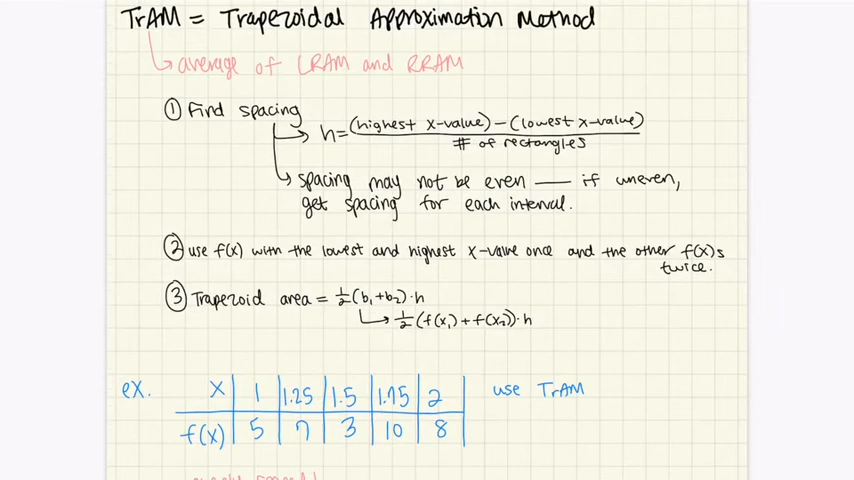 TrAM = Trapezoidal Approximation Method
average of LRAM and RRAM
① Find spacing
h = (highest x-value) - (lowest x-value) / # of rectangles
spacing may not be even — if uneven,
get spacing for each interval.
② use f(x) with the lowest and highest x-value once and the other f(x)s
twice.
③ Trapezoid area = 1/2 (b₁+b₂)·h
1/2 (f(x₁) + f(x₂))·h
ex. x | 1 | 1.25 | 1.5 | 1.75 | 2 use TrAM
f(x) | 5 | 7 | 3 | 10 | 8